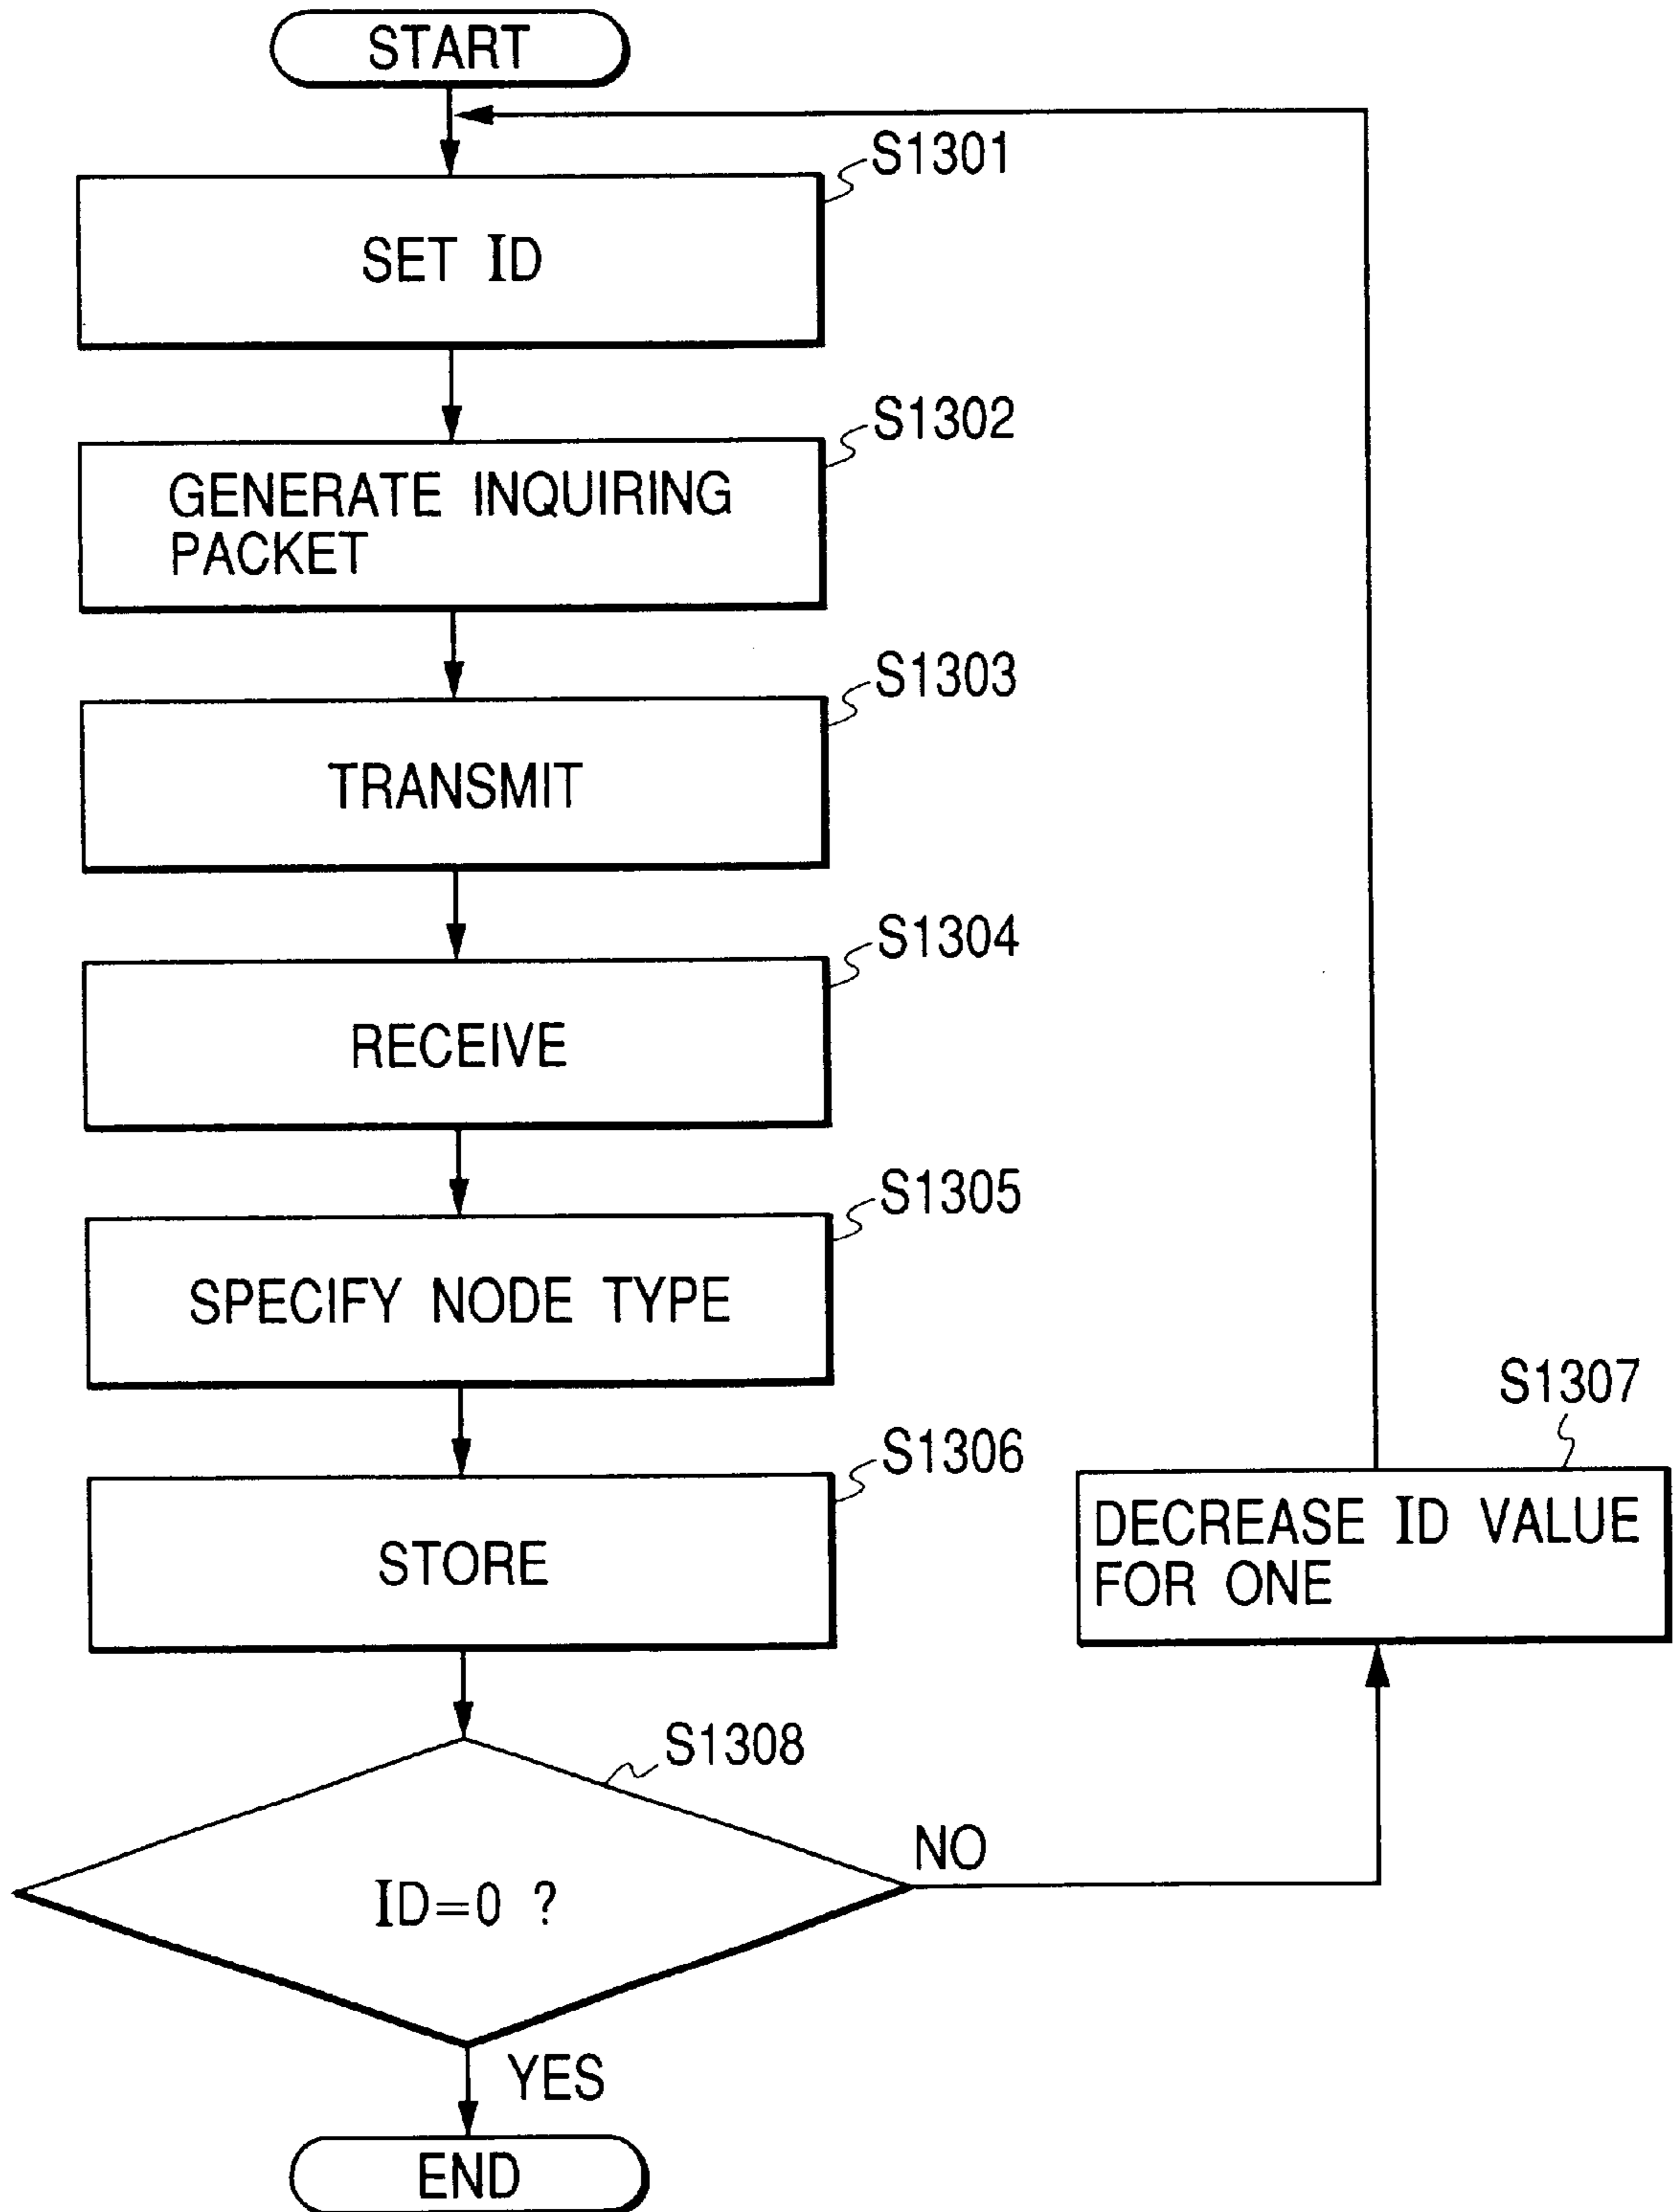 START
S1301
SET ID
S1302
GENERATE INQUIRING
PACKET
S1303
TRANSMIT
S1304
RECEIVE
S1305
SPECIFY NODE TYPE
S1306
STORE
S1307
DECREASE ID VALUE
FOR ONE
S1308
ID=0 ?
NO
YES
END